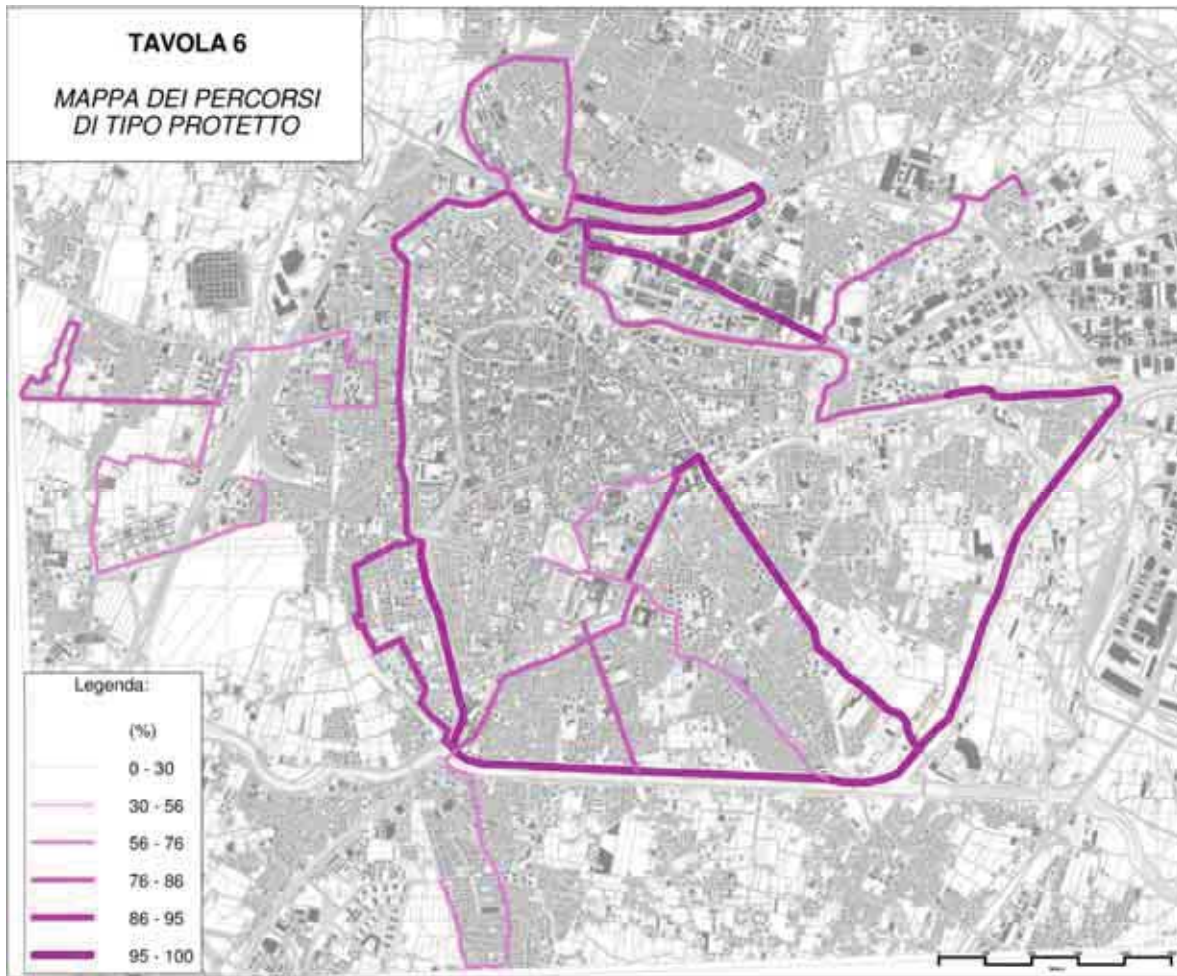 TAVOLA 6
MAPPA DEI PERCORSI
DI TIPO PROTETTO
Legenda:
(%)
0 - 30
30 - 56
56 - 76
76 - 86
86 - 95
95 - 100